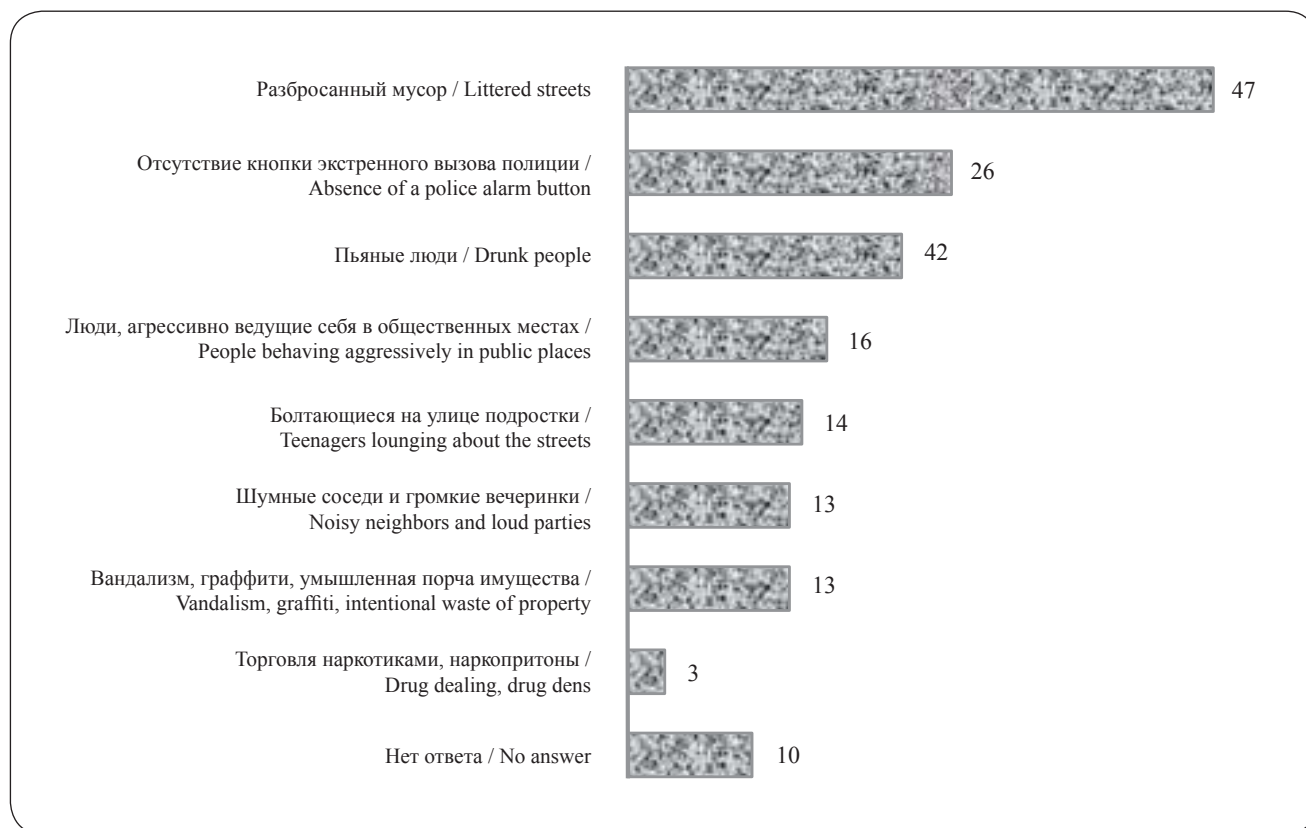 Разбросанный мусор / Littered streets
47
Отсутствие кнопки экстренного вызова полиции /
Absence of a police alarm button
26
Пьяные люди / Drunk people
42
Люди, агрессивно ведущие себя в общественных местах /
People behaving aggressively in public places
16
Болтающиеся на улице подростки /
Teenagers lounging about the streets
14
Шумные соседи и громкие вечеринки /
Noisy neighbors and loud parties
13
Вандализм, граффити, умышленная порча имущества /
Vandalism, graffiti, intentional waste of property
13
Торговля наркотиками, наркопритоны /
Drug dealing, drug dens
3
Нет ответа / No answer
10